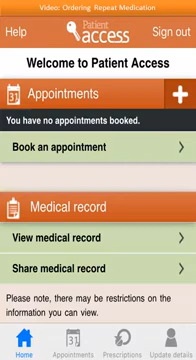 Video: Ordering Repeat Medication
Help
Patient
access
Sign out
Welcome to Patient Access
31
Appointments
You have no appointments booked.
Book an appointment
Medical record
View medical record
Share medical record
Please note, there may be restrictions on
the information you can view.
31
Home
Appointments
Prescriptions
Update details